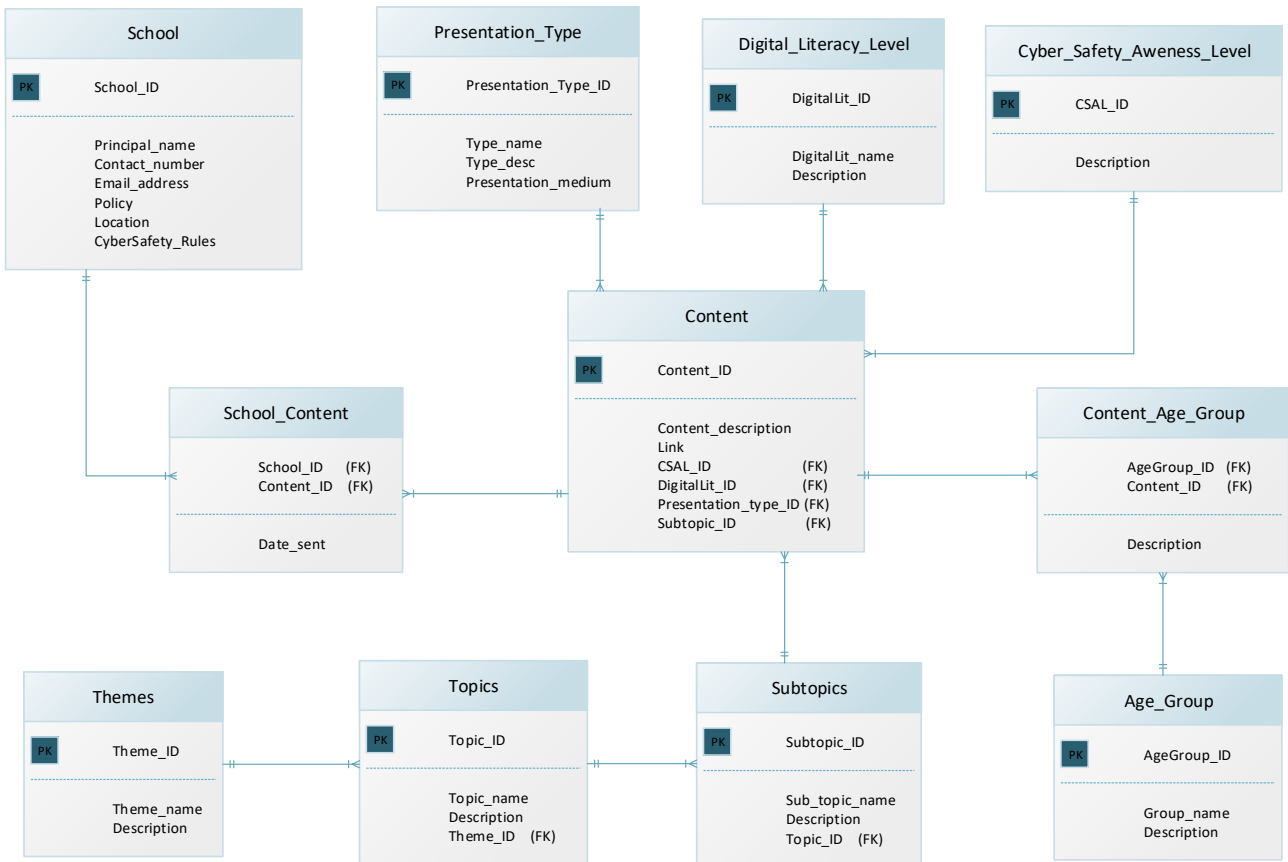 School
PK School_ID
Principal_name
Contact_number
Email_address
Policy
Location
CyberSafety_Rules
Presentation_Type
PK Presentation_Type_ID
Type_name
Type_desc
Presentation_medium
Digital_Literacy_Level
PK DigitalLit_ID
DigitalLit_name
Description
Cyber_Safety_Aweness_Level
PK CSAL_ID
Description
School_Content
School_ID (FK)
Content_ID (FK)
Date_sent
Content
PK Content_ID
Content_description
Link
CSAL_ID (FK)
DigitalLit_ID (FK)
Presentation_type_ID (FK)
Subtopic_ID (FK)
Content_Age_Group
AgeGroup_ID (FK)
Content_ID (FK)
Description
Themes
PK Theme_ID
Theme_name
Description
Topics
PK Topic_ID
Topic_name
Description
Theme_ID (FK)
Subtopics
PK Subtopic_ID
Sub_topic_name
Description
Topic_ID (FK)
Age_Group
PK AgeGroup_ID
Group_name
Description